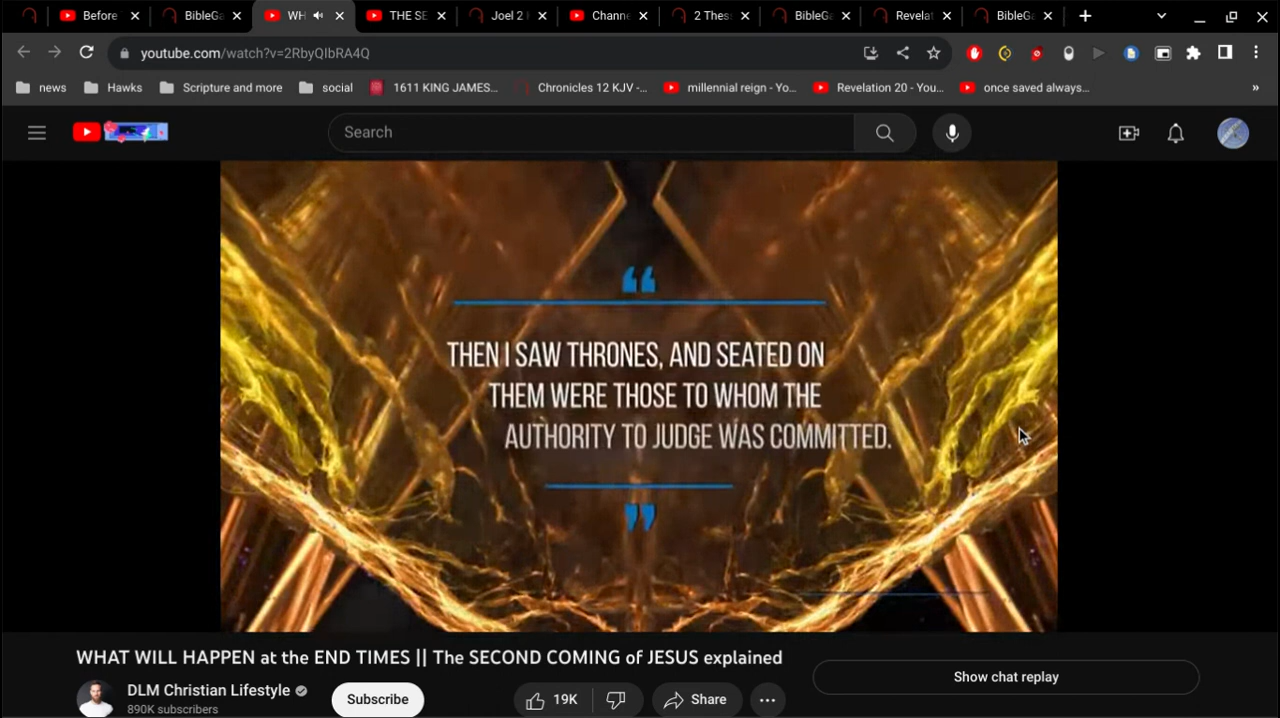 Before
BibleGa
WH
THE SE
Joel 2
Channe
2 Thess
BibleGa
Revelat
BibleGa
youtube.com/watch?v=2RbyQIbRA4Q
news
Hawks
Scripture and more
social
1611 KING JAMES...
Chronicles 12 KJV -...
millennial reign - Yo...
Revelation 20 - You...
once saved always...
»
Search
“
THEN I SAW THRONES, AND SEATED ON
THEM WERE THOSE TO WHOM THE
AUTHORITY TO JUDGE WAS COMMITTED.
”
WHAT WILL HAPPEN at the END TIMES || The SECOND COMING of JESUS explained
Show chat replay
DLM Christian Lifestyle
890K subscribers
Subscribe
19K
Share